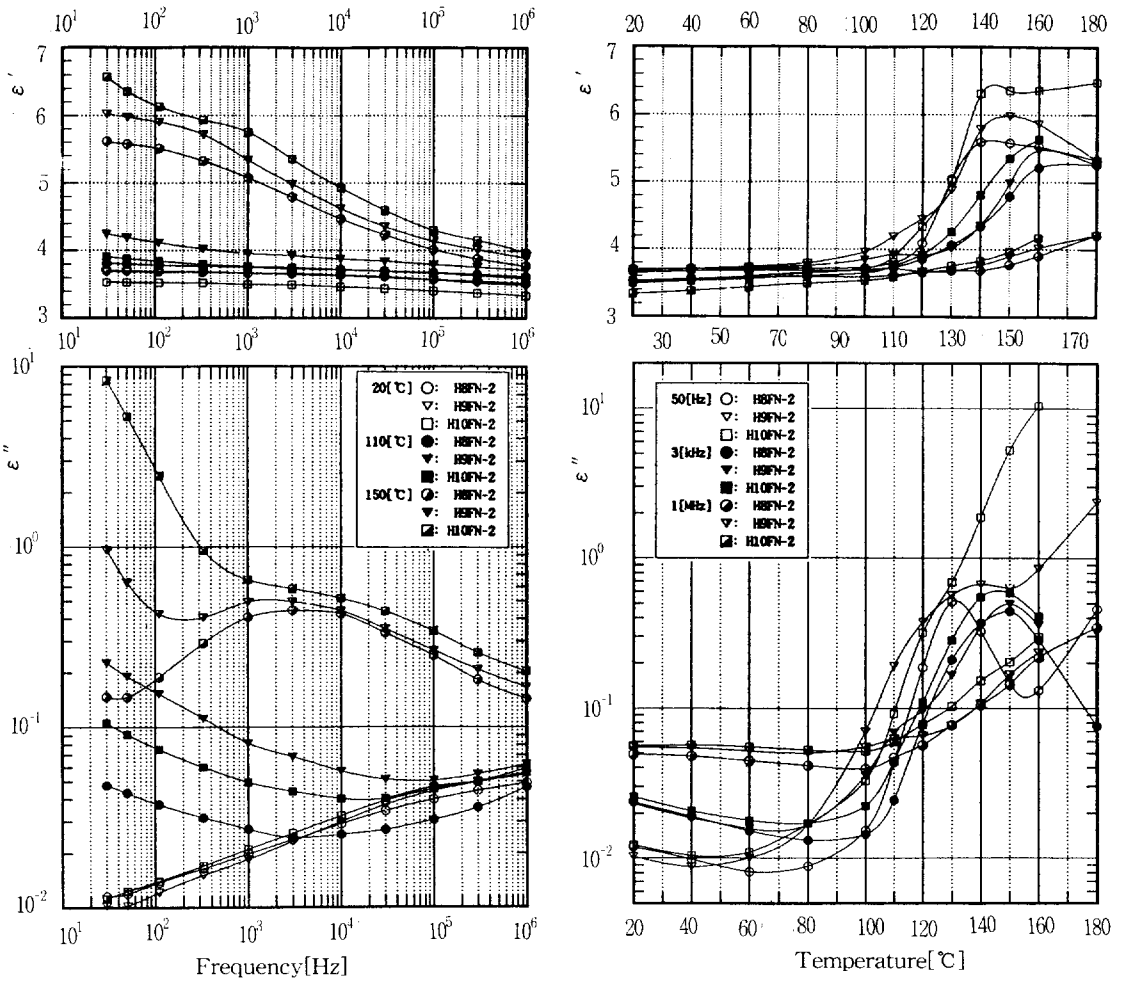 10¹ 10² 10³ 10⁴ 10⁵ 10⁶
20 40 60 80 100 120 140 160 180
7
6
5
4
3
ε'
10¹ 10² 10³ 10⁴ 10⁵ 10⁶
7
6
5
4
3
ε'
30 50 70 90 110 130 150 170
10¹
10⁰
10⁻¹
10⁻²
ε''
20[℃] ○: H8FN-2
▽: H9FN-2
□: H10FN-2
110[℃] ●: H8FN-2
▼: H9FN-2
■: H10FN-2
150[℃] H8FN-2
H9FN-2
H10FN-2
10¹ 10² 10³ 10⁴ 10⁵ 10⁶
Frequency[Hz]
10¹
10⁰
10⁻¹
10⁻²
ε''
50[Hz] ○: H8FN-2
▽: H9FN-2
□: H10FN-2
3[kHz] ●: H8FN-2
▼: H9FN-2
■: H10FN-2
1[MHz] H8FN-2
H9FN-2
H10FN-2
20 40 60 80 100 120 140 160 180
Temperature[℃]